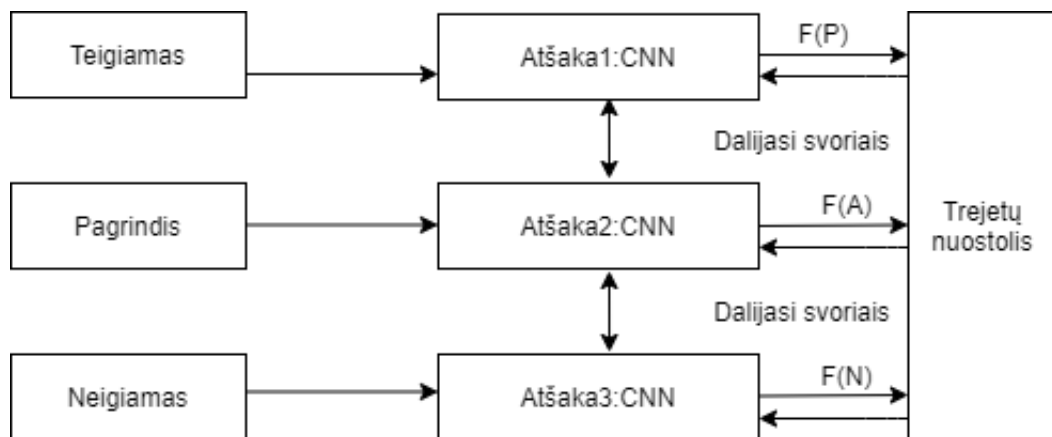 Teigiamas
Atšaka1:CNN
F(P)
Dalijasi svoriais
Pagrindis
Atšaka2:CNN
F(A)
Trejetų
nuostolis
Dalijasi svoriais
Neigiamas
Atšaka3:CNN
F(N)